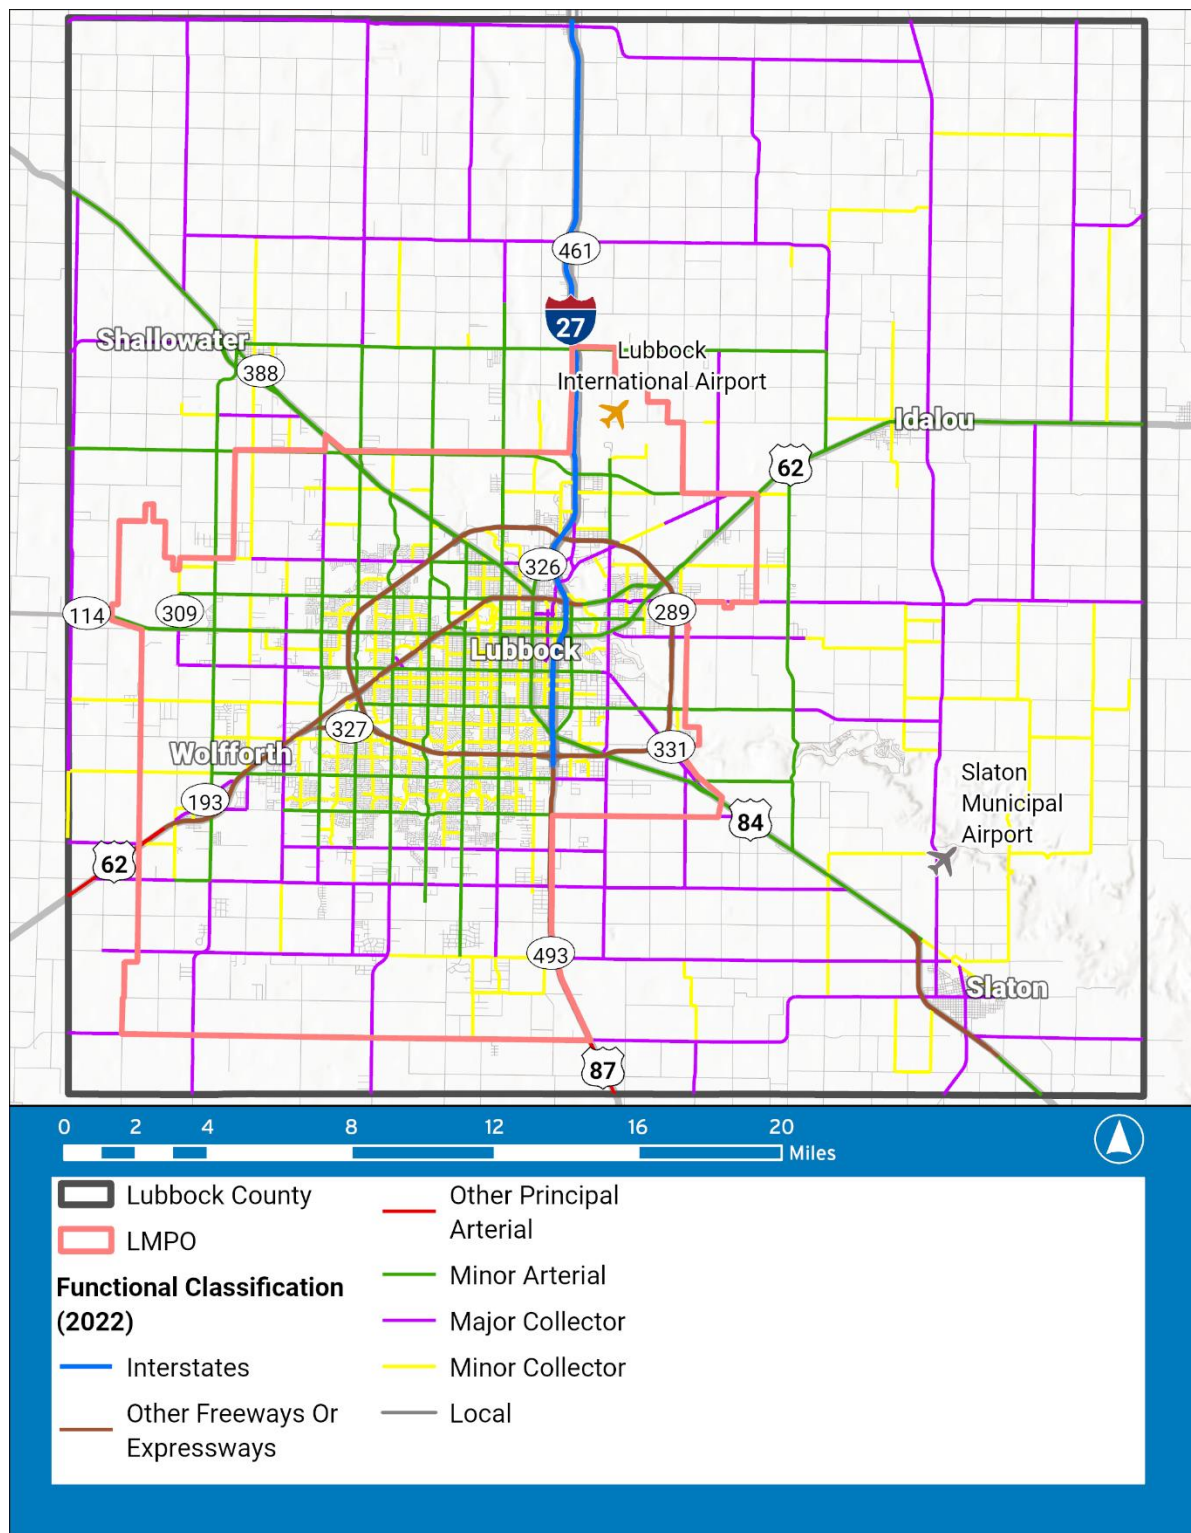 461
27
Shallowater
Lubbock
International Airport
388
Idalou
62
326
114
309
289
Lubbock
327
331
Wolfforth
Slaton
Municipal
Airport
193
84
62
493
Slaton
87
0 2 4 8 12 16 20
Miles
Lubbock County
LMPO
Functional Classification
(2022)
Interstates
Other Freeways Or
Expressways
Other Principal
Arterial
Minor Arterial
Major Collector
Minor Collector
Local